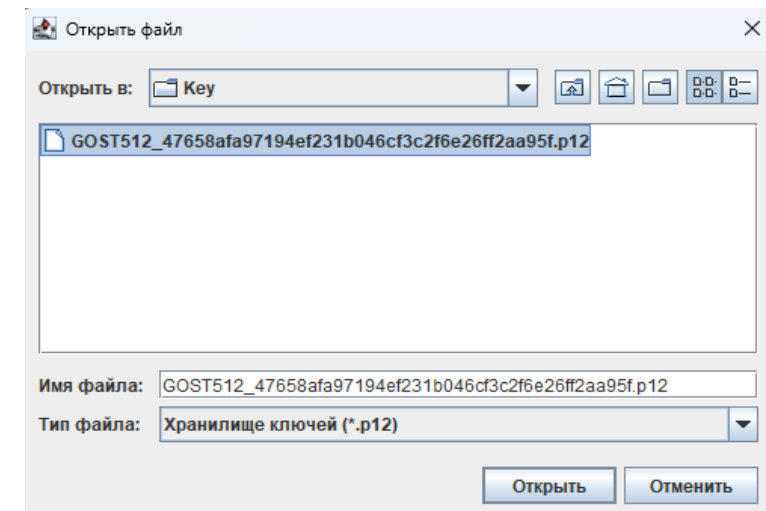 Открыть файл
Открыть в: Key
GOST512_47658afa97194ef231b046cf3c2f6e26ff2aa95f.p12
Имя файла: GOST512_47658afa97194ef231b046cf3c2f6e26ff2aa95f.p12
Тип файла: Хранилище ключей (*.p12)
Открыть Отменить